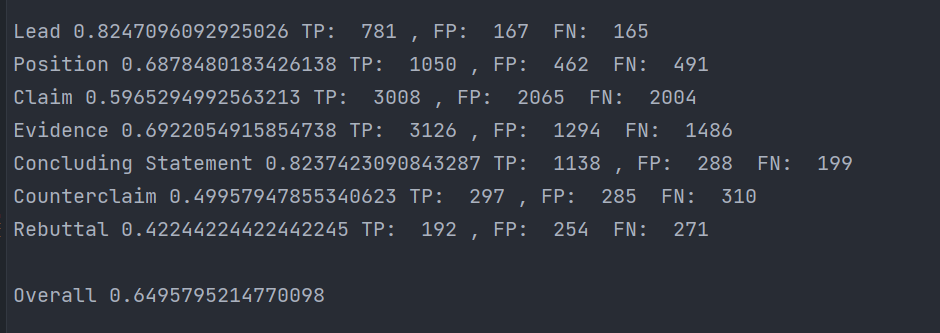 Lead 0.8247096092925026 TP:  781 , FP:  167  FN:  165
Position 0.6878480183426138 TP:  1050 , FP:  462  FN:  491
Claim 0.5965294992563213 TP:  3008 , FP:  2065  FN:  2004
Evidence 0.6922054915854738 TP:  3126 , FP:  1294  FN:  1486
Concluding Statement 0.8237423090843287 TP:  1138 , FP:  288  FN:  199
Counterclaim 0.499579478553406​23 TP:  297 , FP:  285  FN:  310
Rebuttal 0.42244224422442245 TP:  192 , FP:  254  FN:  271
Overall 0.6495795214770098